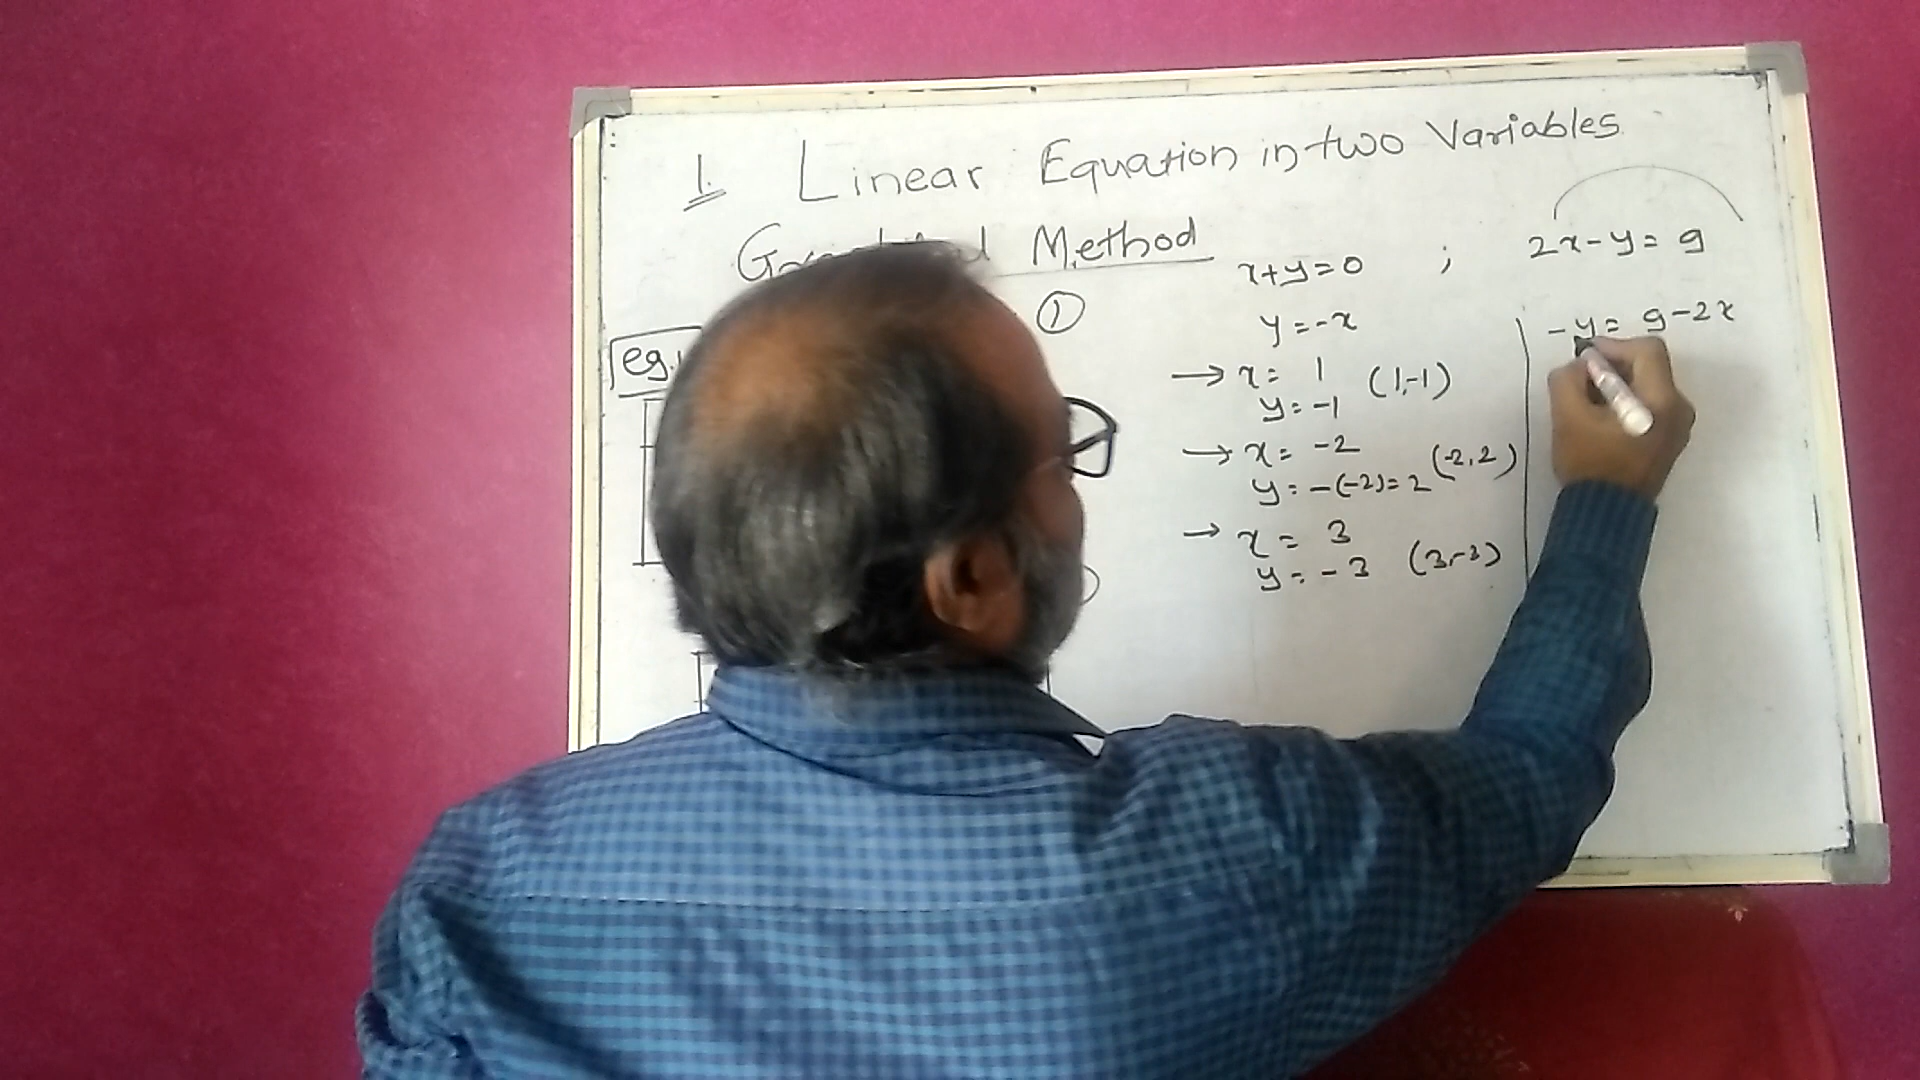 1. Linear Equation in two Variables
Method
x+y=0 ; 2x-y= 9
①
y=-x
-y= 9-2x
eg.
→ x= 1 (1,-1)
y=-1
→ x= -2 (-2,2)
y=-(-2)=2
→ x= 3
y=-3 (3,-3)